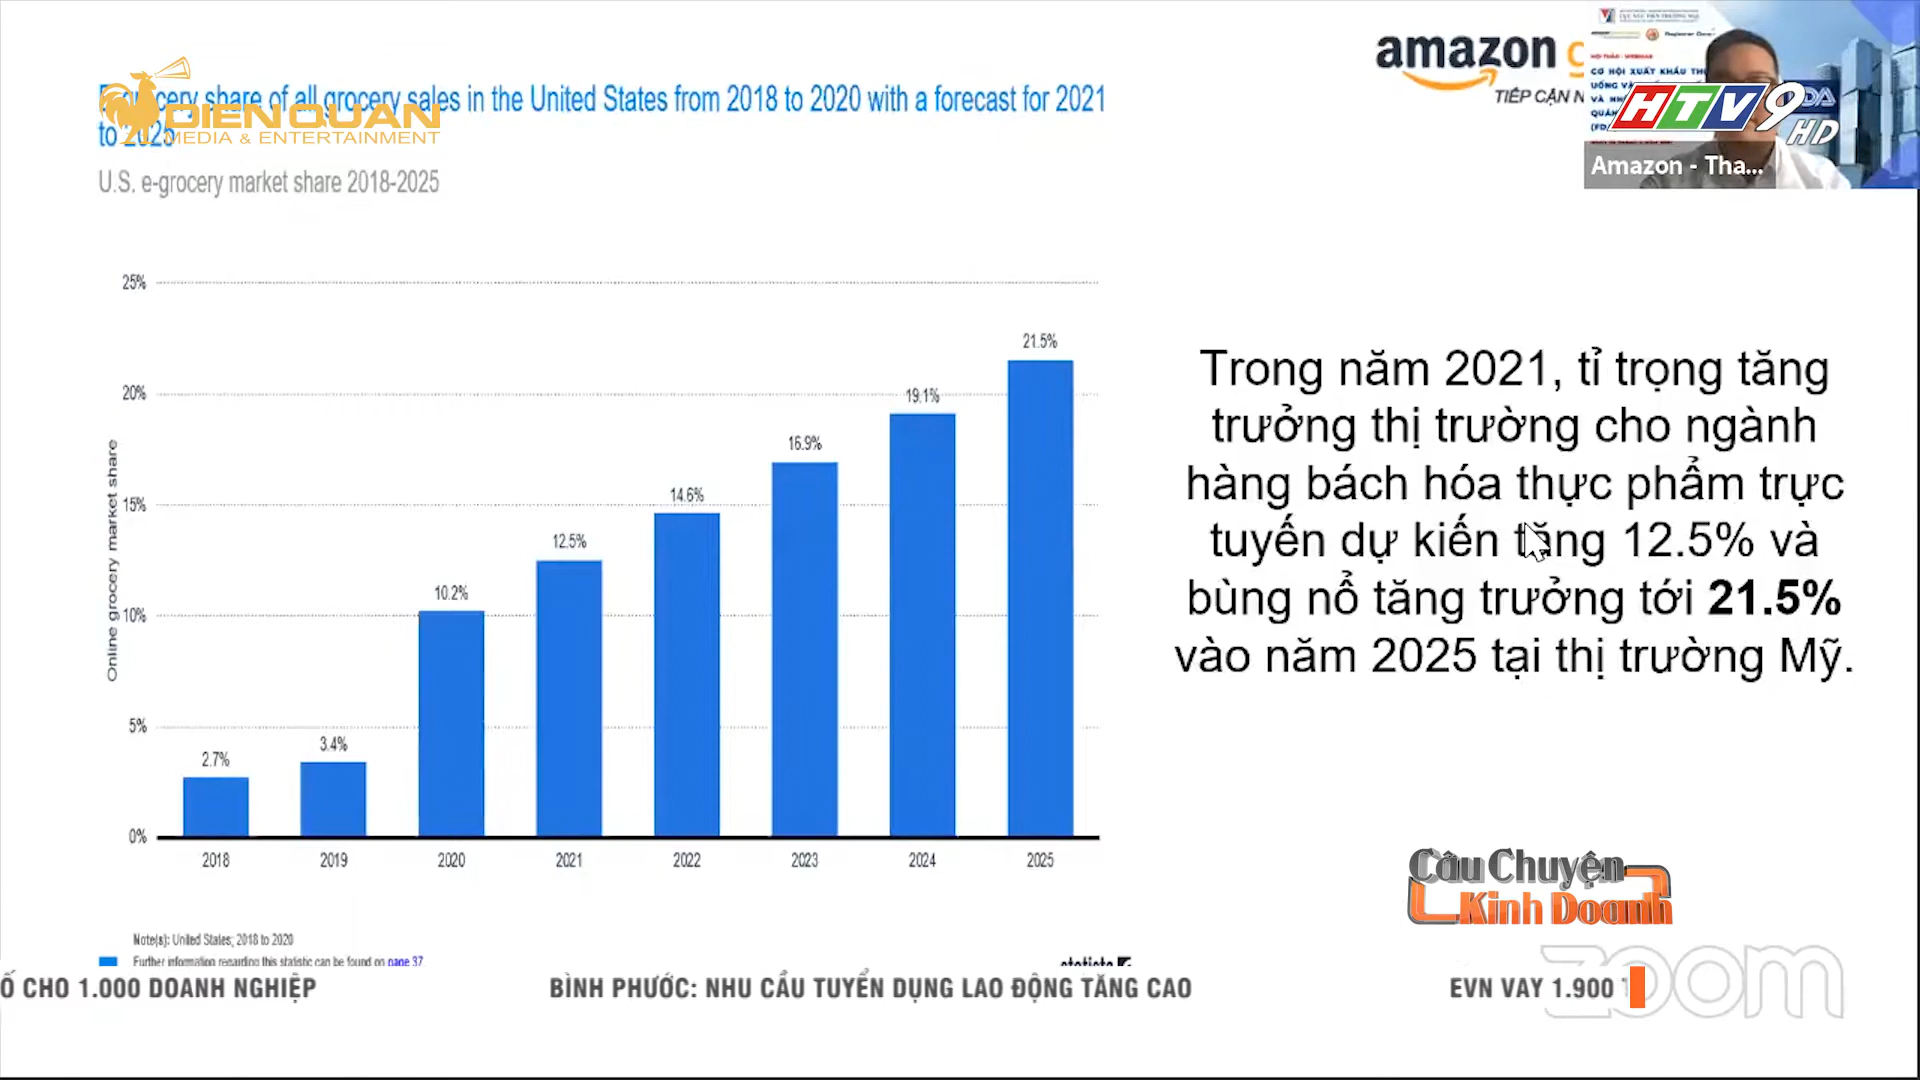 E-grocery share of all grocery sales in the United States from 2018 to 2020 with a forecast for 2021
to 2025
ĐIỀN QUÂN
MEDIA & ENTERTAINMENT
U.S. e-grocery market share 2018-2025
amazon
TIẾP CẬN
HTV9
HD
Amazon - Tha...
Online grocery market share
25%
20%
15%
10%
5%
0%
2.7%
3.4%
10.2%
12.5%
14.6%
16.9%
19.1%
21.5%
2018
2019
2020
2021
2022
2023
2024
2025
Trong năm 2021, tỉ trọng tăng
trưởng thị trường cho ngành
hàng bách hóa thực phẩm trực
tuyến dự kiến tăng 12.5% và
bùng nổ tăng trưởng tới 21.5%
vào năm 2025 tại thị trường Mỹ.
Câu Chuyện
Kinh Doanh
Note(s): United States; 2018 to 2020
Further information regarding this statistic can be found on page 37
statista
zoom
CHO 1.000 DOANH NGHIỆP
BÌNH PHƯỚC: NHU CẦU TUYỂN DỤNG LAO ĐỘNG TĂNG CAO
EVN VAY 1.900